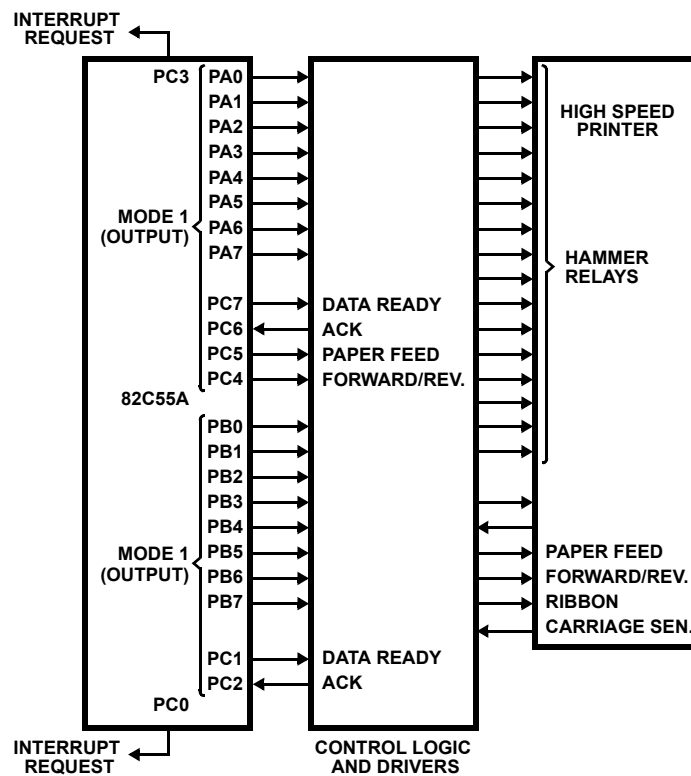 INTERRUPT
REQUEST
PC3 PA0
PA1
PA2
PA3
PA4
PA5
PA6
PA7
MODE 1
(OUTPUT)
PC7
PC6
PC5
PC4
82C55A
PB0
PB1
PB2
PB3
PB4
PB5
PB6
PB7
MODE 1
(OUTPUT)
PC1
PC2
PC0
INTERRUPT
REQUEST
DATA READY
ACK
PAPER FEED
FORWARD/REV.
DATA READY
ACK
CONTROL LOGIC
AND DRIVERS
HIGH SPEED
PRINTER
HAMMER
RELAYS
PAPER FEED
FORWARD/REV.
RIBBON
CARRIAGE SEN.